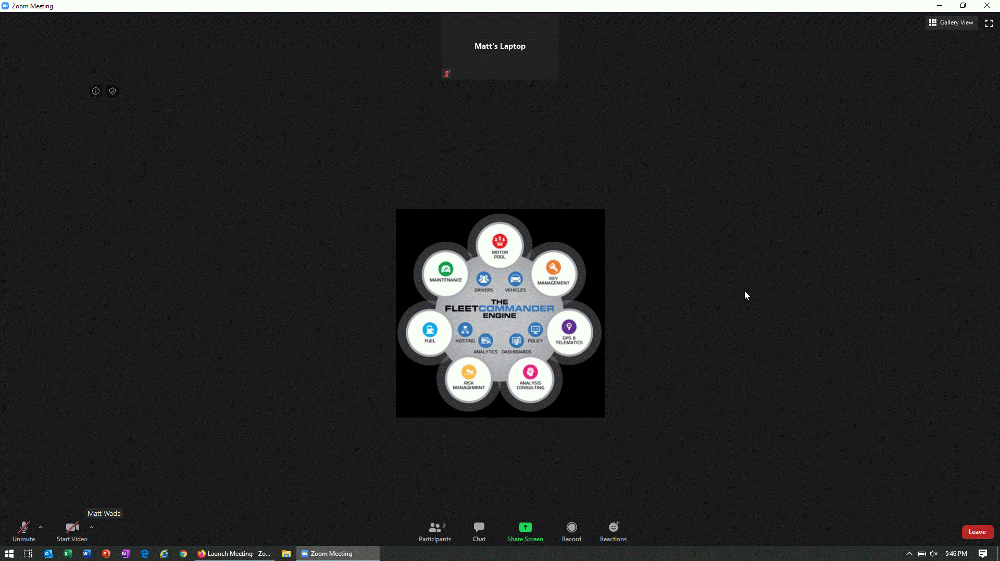 Zoom Meeting
Gallery View
Matt's Laptop
MOTOR
POOL
MAINTENANCE
KEY
MANAGEMENT
DRIVERS
VEHICLES
THE
FLEETCOMMANDER
ENGINE
FUEL
HOSTING
POLICY
GPS &
TELEMATICS
ANALYTICS
DASHBOARDS
RISK
MANAGEMENT
ANALYSIS
CONSULTING
Matt Wade
Unmute
Start Video
2
Participants
Chat
Share Screen
Record
Reactions
Leave
Launch Meeting - Zo...
Zoom Meeting
5:46 PM